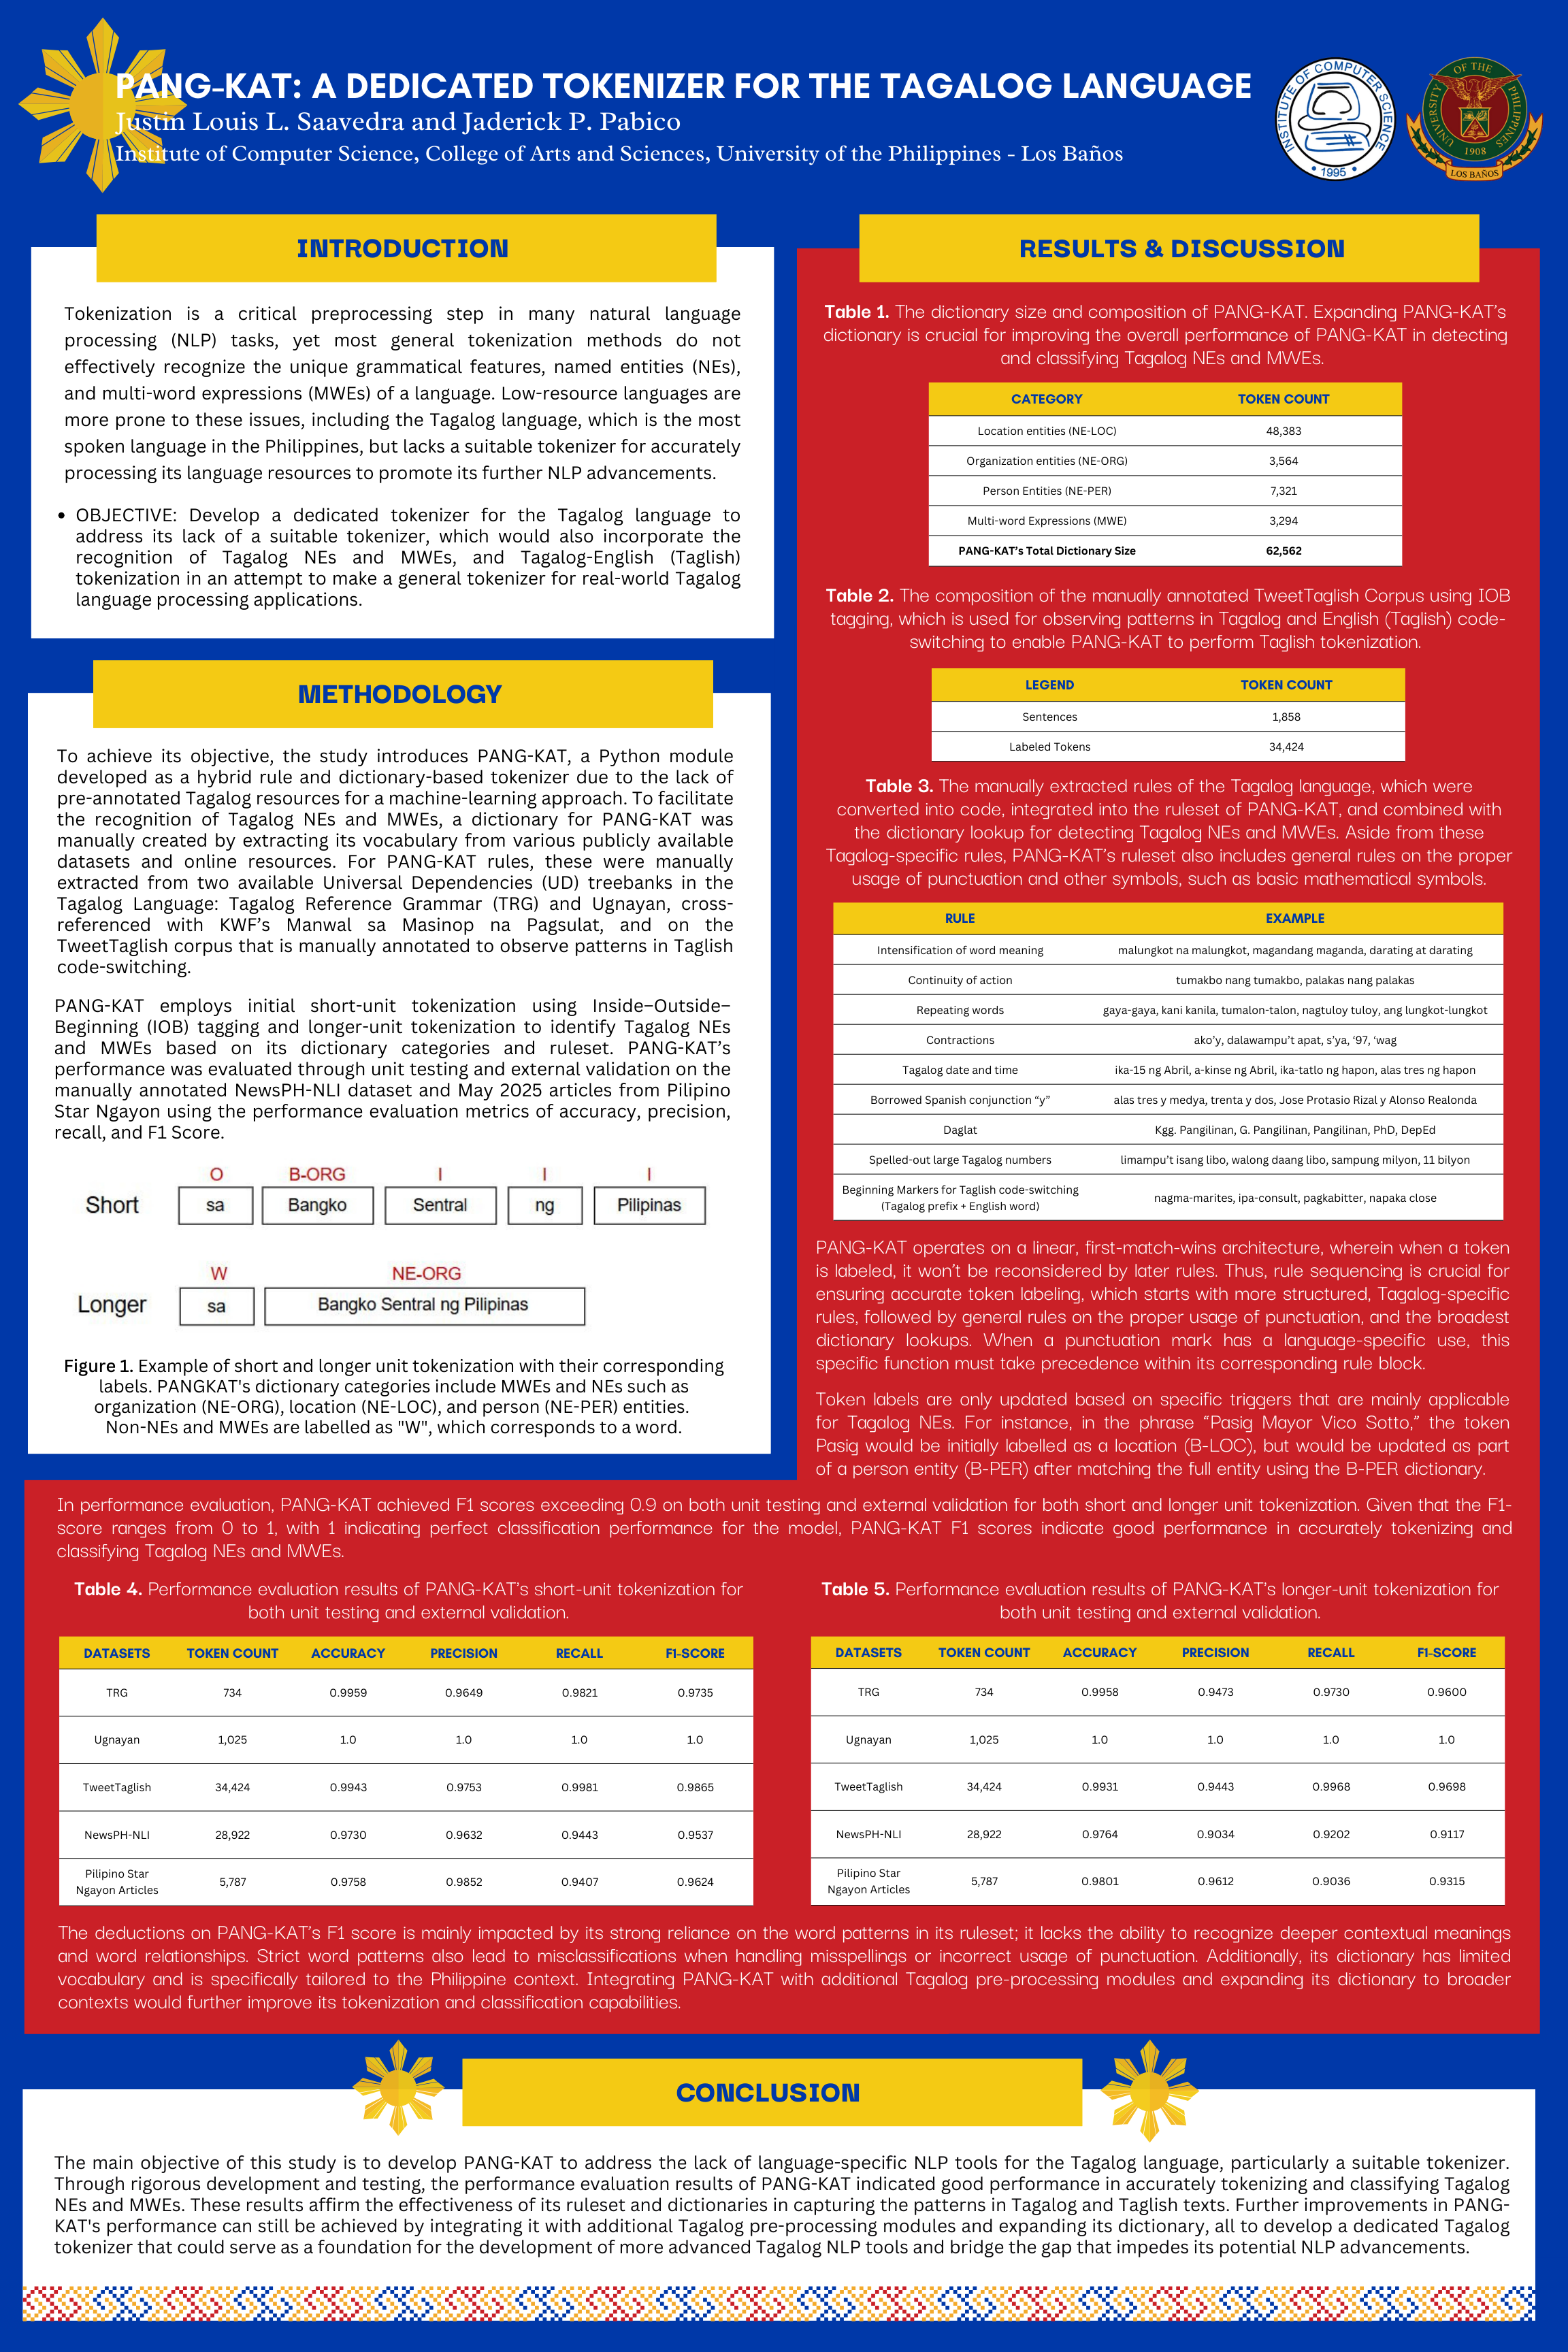 PANG-KAT: A DEDICATED TOKENIZER FOR THE TAGALOG LANGUAGE
Justin Louis L. Saavedra and Jaderick P. Pabico
Institute of Computer Science, College of Arts and Sciences, University of the Philippines - Los Baños
INSTITUTE OF COMPUTER SCIENCE
• 1995 •
UNIVERSITY OF THE PHILIPPINES
1908
LOS BAÑOS
INTRODUCTION
Tokenization is a critical preprocessing step in many natural language
processing (NLP) tasks, yet most general tokenization methods do not
effectively recognize the unique grammatical features, named entities (NEs),
and multi-word expressions (MWEs) of a language. Low-resource languages are
more prone to these issues, including the Tagalog language, which is the most
spoken language in the Philippines, but lacks a suitable tokenizer for accurately
processing its language resources to promote its further NLP advancements.
• OBJECTIVE: Develop a dedicated tokenizer for the Tagalog language to
address its lack of a suitable tokenizer, which would also incorporate the
recognition of Tagalog NEs and MWEs, and Tagalog-English (Taglish)
tokenization in an attempt to make a general tokenizer for real-world Tagalog
language processing applications.
METHODOLOGY
To achieve its objective, the study introduces PANG-KAT, a Python module
developed as a hybrid rule and dictionary-based tokenizer due to the lack of
pre-annotated Tagalog resources for a machine-learning approach. To facilitate
the recognition of Tagalog NEs and MWEs, a dictionary for PANG-KAT was
manually created by extracting its vocabulary from various publicly available
datasets and online resources. For PANG-KAT rules, these were manually
extracted from two available Universal Dependencies (UD) treebanks in the
Tagalog Language: Tagalog Reference Grammar (TRG) and Ugnayan, cross-
referenced with KWF's Manwal sa Masinop na Pagsulat, and on the
TweetTaglish corpus that is manually annotated to observe patterns in Taglish
code-switching.
PANG-KAT employs initial short-unit tokenization using Inside–Outside–
Beginning (IOB) tagging and longer-unit tokenization to identify Tagalog NEs
and MWEs based on its dictionary categories and ruleset. PANG-KAT's
performance was evaluated through unit testing and external validation on the
manually annotated NewsPH-NLI dataset and May 2025 articles from Pilipino
Star Ngayon using the performance evaluation metrics of accuracy, precision,
recall, and F1 Score.
O B-ORG I I I
Short sa Bangko Sentral ng Pilipinas
W NE-ORG
Longer sa Bangko Sentral ng Pilipinas
Figure 1. Example of short and longer unit tokenization with their corresponding
labels. PANGKAT's dictionary categories include MWEs and NEs such as
organization (NE-ORG), location (NE-LOC), and person (NE-PER) entities.
Non-NEs and MWEs are labelled as "W", which corresponds to a word.
RESULTS & DISCUSSION
Table 1. The dictionary size and composition of PANG-KAT. Expanding PANG-KAT's
dictionary is crucial for improving the overall performance of PANG-KAT in detecting
and classifying Tagalog NEs and MWEs.
CATEGORY TOKEN COUNT
Location entities (NE-LOC) 48,383
Organization entities (NE-ORG) 3,564
Person Entities (NE-PER) 7,321
Multi-word Expressions (MWE) 3,294
PANG-KAT's Total Dictionary Size 62,562
Table 2. The composition of the manually annotated TweetTaglish Corpus using IOB
tagging, which is used for observing patterns in Tagalog and English (Taglish) code-
switching to enable PANG-KAT to perform Taglish tokenization.
LEGEND TOKEN COUNT
Sentences 1,858
Labeled Tokens 34,424
Table 3. The manually extracted rules of the Tagalog language, which were
converted into code, integrated into the ruleset of PANG-KAT, and combined with
the dictionary lookup for detecting Tagalog NEs and MWEs. Aside from these
Tagalog-specific rules, PANG-KAT's ruleset also includes general rules on the proper
usage of punctuation and other symbols, such as basic mathematical symbols.
RULE EXAMPLE
Intensification of word meaning malungkot na malungkot, magandang maganda, darating at darating
Continuity of action tumakbo nang tumakbo, palakas nang palakas
Repeating words gaya-gaya, kani kanila, tumalon-talon, nagtuloy tuloy, ang lungkot-lungkot
Contractions ako'y, dalawampu't apat, s'ya, '97, 'wag
Tagalog date and time ika-15 ng Abril, a-kinse ng Abril, ika-tatlo ng hapon, alas tres ng hapon
Borrowed Spanish conjunction "y" alas tres y medya, trenta y dos, Jose Protasio Rizal y Alonso Realonda
Daglat Kgg. Pangilinan, G. Pangilinan, Pangilinan, PhD, DepEd
Spelled-out large Tagalog numbers limampu't isang libo, walong daang libo, sampung milyon, 11 bilyon
Beginning Markers for Taglish code-switching
(Tagalog prefix + English word) nagma-marites, ipa-consult, pagkabitter, napaka close
PANG-KAT operates on a linear, first-match-wins architecture, wherein when a token
is labeled, it won't be reconsidered by later rules. Thus, rule sequencing is crucial for
ensuring accurate token labeling, which starts with more structured, Tagalog-specific
rules, followed by general rules on the proper usage of punctuation, and the broadest
dictionary lookups. When a punctuation mark has a language-specific use, this
specific function must take precedence within its corresponding rule block.
Token labels are only updated based on specific triggers that are mainly applicable
for Tagalog NEs. For instance, in the phrase "Pasig Mayor Vico Sotto," the token
Pasig would be initially labelled as a location (B-LOC), but would be updated as part
of a person entity (B-PER) after matching the full entity using the B-PER dictionary.
In performance evaluation, PANG-KAT achieved F1 scores exceeding 0.9 on both unit testing and external validation for both short and longer unit tokenization. Given that the F1-
score ranges from 0 to 1, with 1 indicating perfect classification performance for the model, PANG-KAT F1 scores indicate good performance in accurately tokenizing and
classifying Tagalog NEs and MWEs.
Table 4. Performance evaluation results of PANG-KAT's short-unit tokenization for
both unit testing and external validation.
DATASETS TOKEN COUNT ACCURACY PRECISION RECALL F1-SCORE
TRG 734 0.9959 0.9649 0.9821 0.9735
Ugnayan 1,025 1.0 1.0 1.0 1.0
TweetTaglish 34,424 0.9943 0.9753 0.9981 0.9865
NewsPH-NLI 28,922 0.9730 0.9632 0.9443 0.9537
Pilipino Star
Ngayon Articles 5,787 0.9758 0.9852 0.9407 0.9624
Table 5. Performance evaluation results of PANG-KAT's longer-unit tokenization for
both unit testing and external validation.
DATASETS TOKEN COUNT ACCURACY PRECISION RECALL F1-SCORE
TRG 734 0.9958 0.9473 0.9730 0.9600
Ugnayan 1,025 1.0 1.0 1.0 1.0
TweetTaglish 34,424 0.9931 0.9443 0.9968 0.9698
NewsPH-NLI 28,922 0.9764 0.9034 0.9202 0.9117
Pilipino Star
Ngayon Articles 5,787 0.9801 0.9612 0.9036 0.9315
The deductions on PANG-KAT's F1 score is mainly impacted by its strong reliance on the word patterns in its ruleset; it lacks the ability to recognize deeper contextual meanings
and word relationships. Strict word patterns also lead to misclassifications when handling misspellings or incorrect usage of punctuation. Additionally, its dictionary has limited
vocabulary and is specifically tailored to the Philippine context. Integrating PANG-KAT with additional Tagalog pre-processing modules and expanding its dictionary to broader
contexts would further improve its tokenization and classification capabilities.
CONCLUSION
The main objective of this study is to develop PANG-KAT to address the lack of language-specific NLP tools for the Tagalog language, particularly a suitable tokenizer.
Through rigorous development and testing, the performance evaluation results of PANG-KAT indicated good performance in accurately tokenizing and classifying Tagalog
NEs and MWEs. These results affirm the effectiveness of its ruleset and dictionaries in capturing the patterns in Tagalog and Taglish texts. Further improvements in PANG-
KAT's performance can still be achieved by integrating it with additional Tagalog pre-processing modules and expanding its dictionary, all to develop a dedicated Tagalog
tokenizer that could serve as a foundation for the development of more advanced Tagalog NLP tools and bridge the gap that impedes its potential NLP advancements.